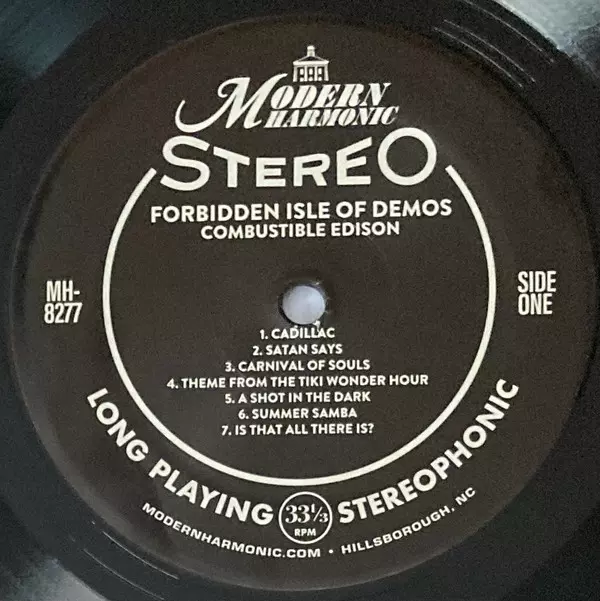 MODERN
HARMONIC
STEREO
FORBIDDEN ISLE OF DEMOS
COMBUSTIBLE EDISON
MH-
8277
SIDE
ONE
1. CADILLAC
2. SATAN SAYS
3. CARNIVAL OF SOULS
4. THEME FROM THE TIKI WONDER HOUR
5. A SHOT IN THE DARK
6. SUMMER SAMBA
7. IS THAT ALL THERE IS?
LONG PLAYING 33 1/3 RPM STEREOPHONIC
MODERNHARMONIC.COM • HILLSBOROUGH, NC